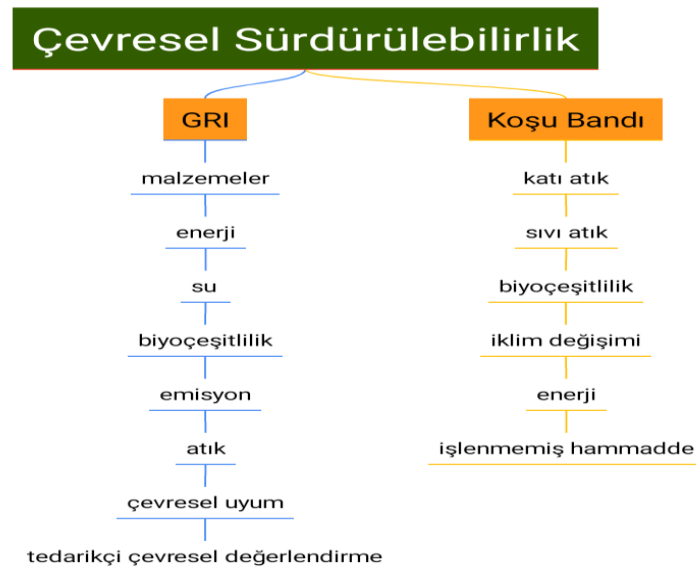 Çevresel Sürdürülebilirlik
GRI
malzemeler
enerji
su
biyoçeşitlilik
emisyon
atık
çevresel uyum
tedarikçi çevresel değerlendirme
Koşu Bandı
katı atık
sıvı atık
biyoçeşitlilik
iklim değişimi
enerji
işlenmemiş hammadde